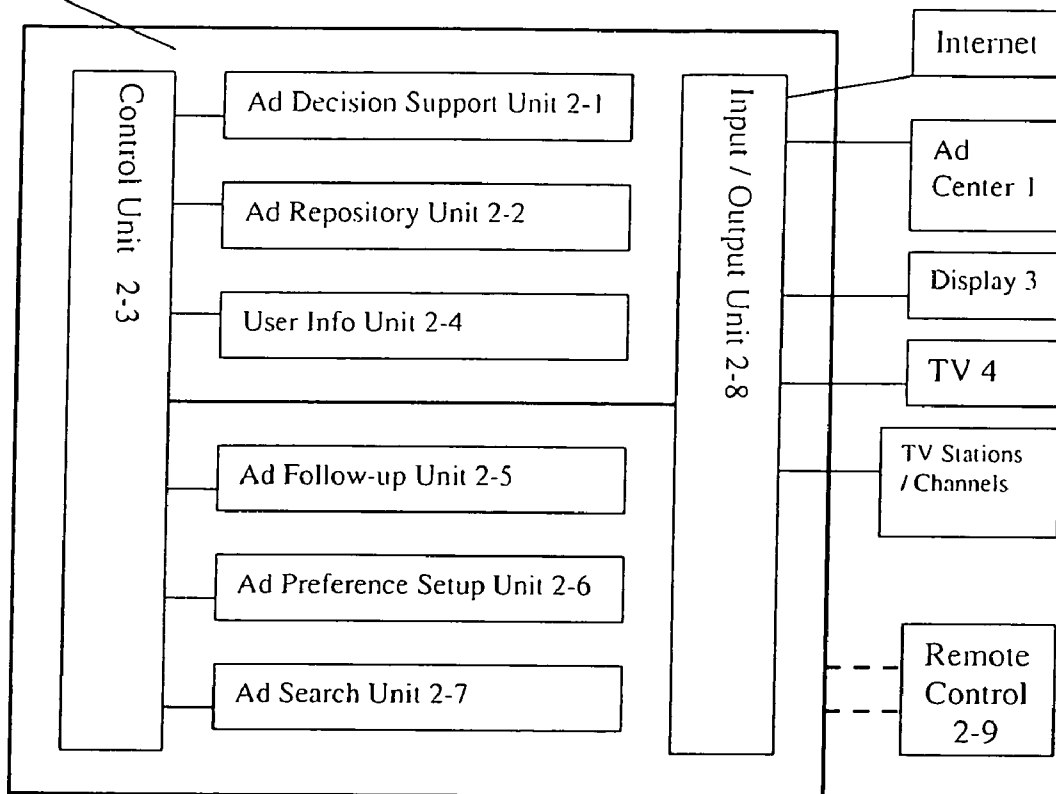 Control Unit 2-3
Ad Decision Support Unit 2-1
Ad Repository Unit 2-2
User Info Unit 2-4
Ad Follow-up Unit 2-5
Ad Preference Setup Unit 2-6
Ad Search Unit 2-7
Input / Output Unit 2-8
Internet
Ad
Center 1
Display 3
TV 4
TV Stations
/ Channels
Remote
Control
2-9